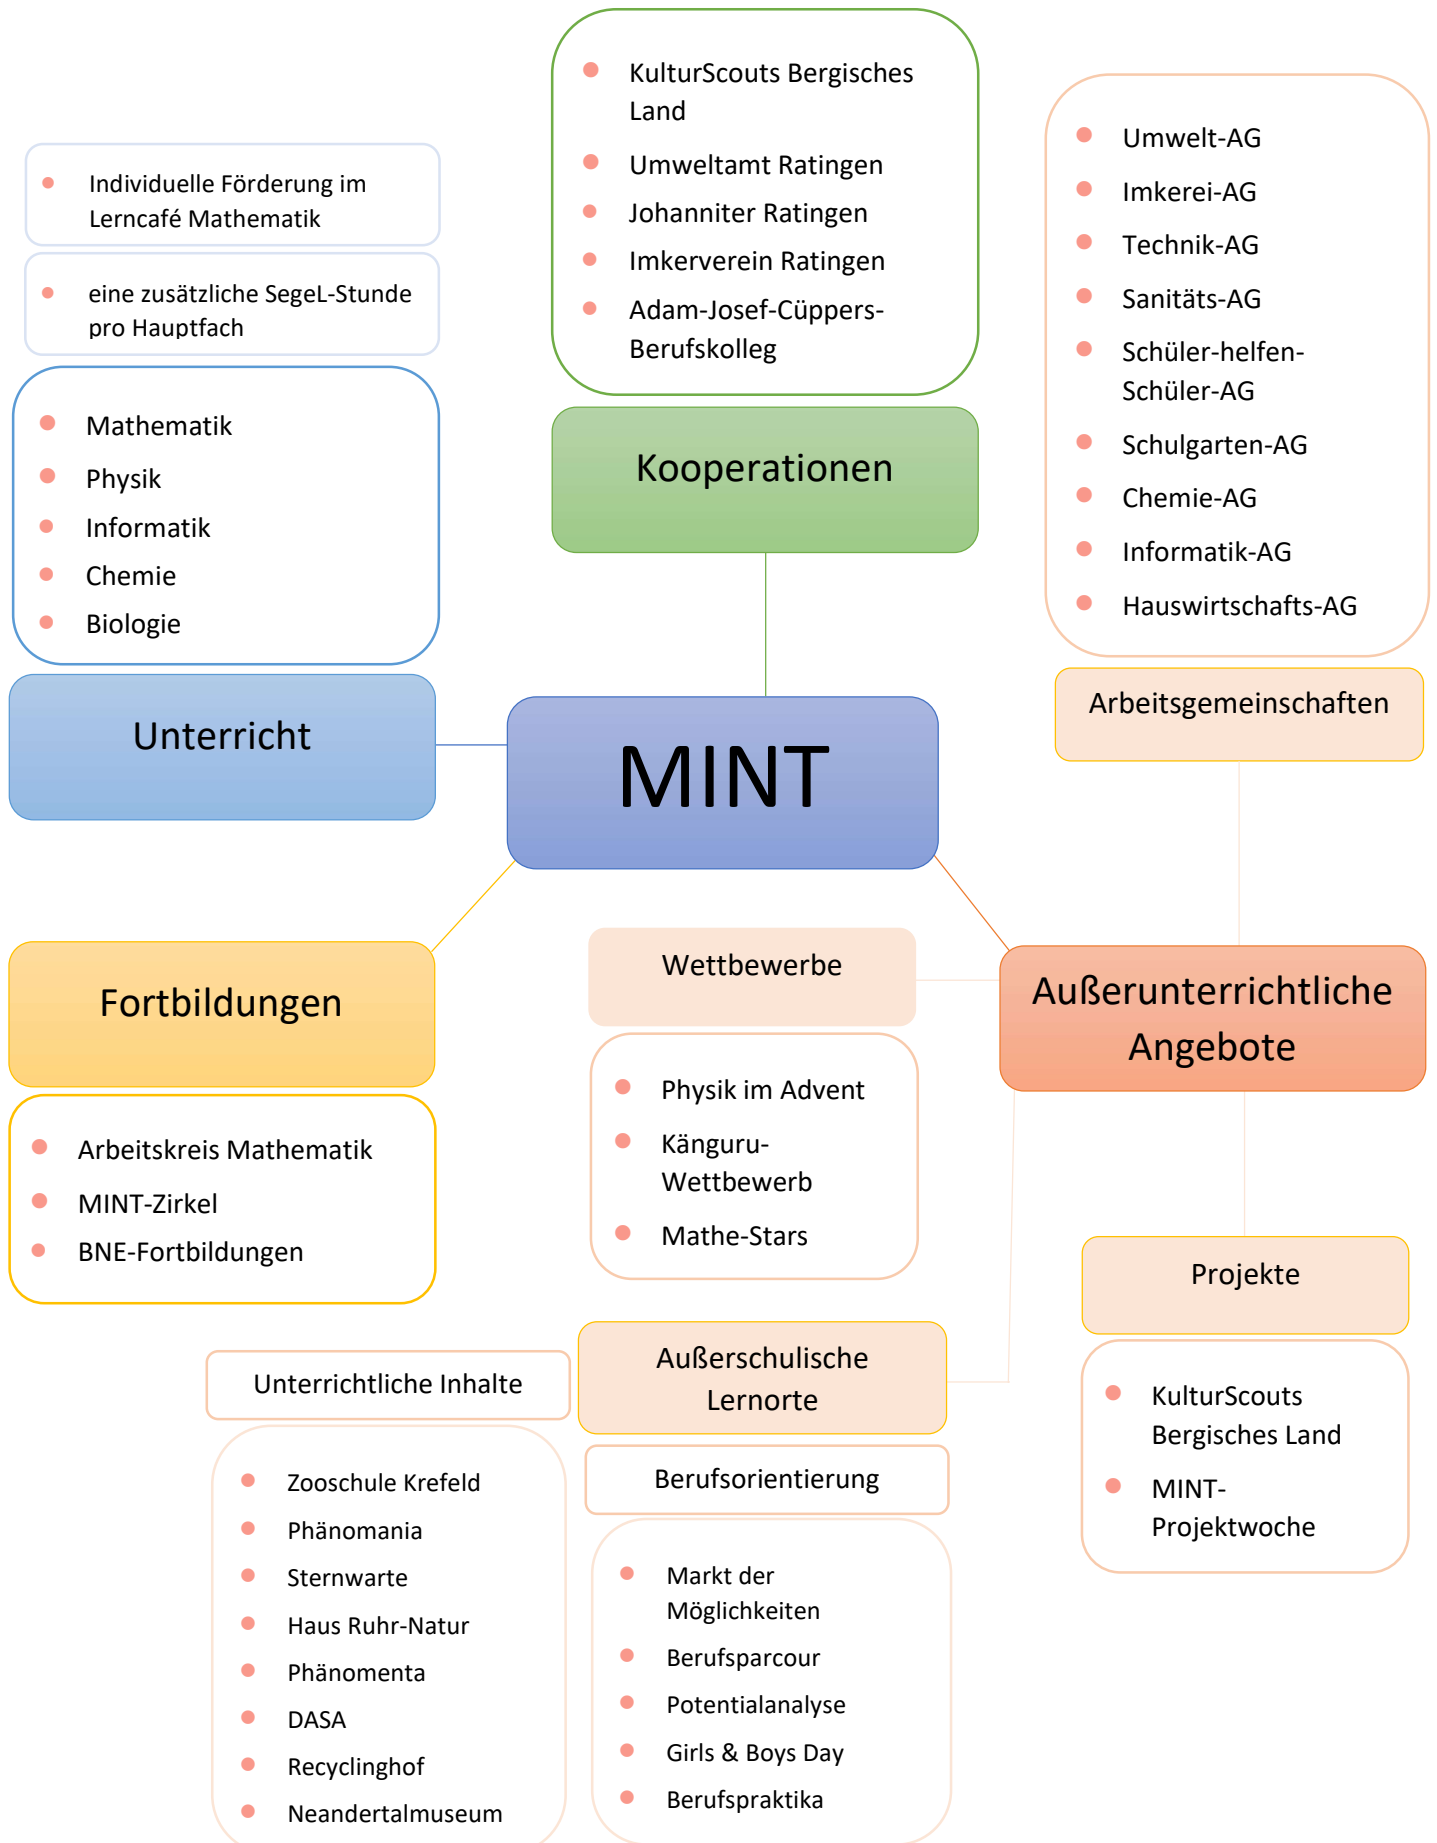 KulturScouts Bergisches
Land
Umweltamt Ratingen
Johanniter Ratingen
Imkerverein Ratingen
Adam-Josef-Cüppers-
Berufskolleg
Kooperationen
Individuelle Förderung im
Lerncafé Mathematik
eine zusätzliche SegeL-Stunde
pro Hauptfach
Mathematik
Physik
Informatik
Chemie
Biologie
Unterricht
Umwelt-AG
Imkerei-AG
Technik-AG
Sanitäts-AG
Schüler-helfen-
Schüler-AG
Schulgarten-AG
Chemie-AG
Informatik-AG
Hauswirtschafts-AG
Arbeitsgemeinschaften
MINT
Fortbildungen
Arbeitskreis Mathematik
MINT-Zirkel
BNE-Fortbildungen
Wettbewerbe
Physik im Advent
Känguru-
Wettbewerb
Mathe-Stars
Außerunterrichtliche
Angebote
Projekte
KulturScouts
Bergisches Land
MINT-
Projektwoche
Außerschulische
Lernorte
Unterrichtliche Inhalte
Zooschule Krefeld
Phänomania
Sternwarte
Haus Ruhr-Natur
Phänomenta
DASA
Recyclinghof
Neandertalmuseum
Berufsorientierung
Markt der
Möglichkeiten
Berufsparcour
Potentialanalyse
Girls & Boys Day
Berufspraktika